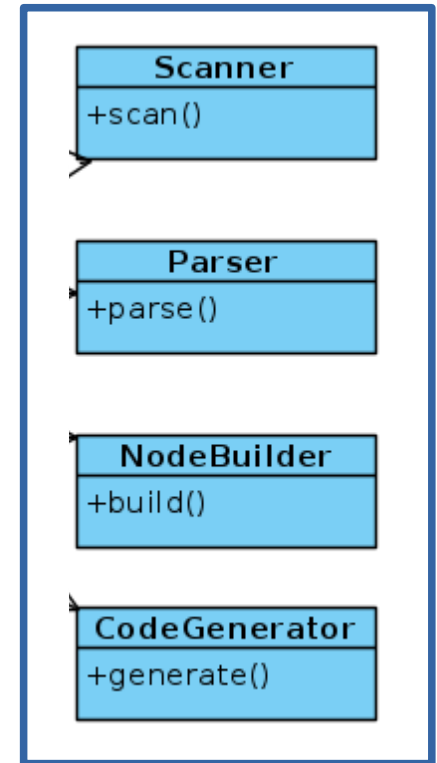 Scanner
+scan()
Parser
+parse()
NodeBuilder
+build()
CodeGenerator
+generate()